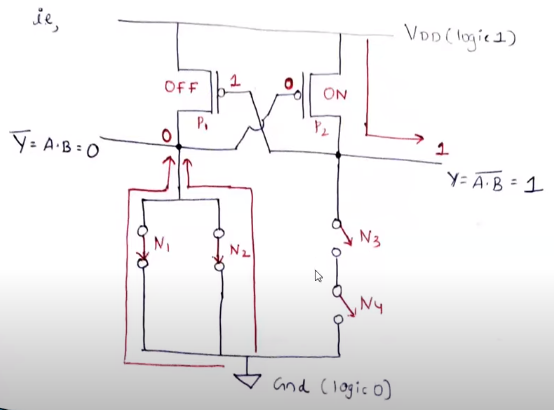 ie,
VDD (logic 1)
OFF
1
0
ON
P1
P2
0
1
Y̅ = A·B = 0
Y = A̅·̅B̅ = 1
N1
N2
N3
N4
Gnd (logic 0)